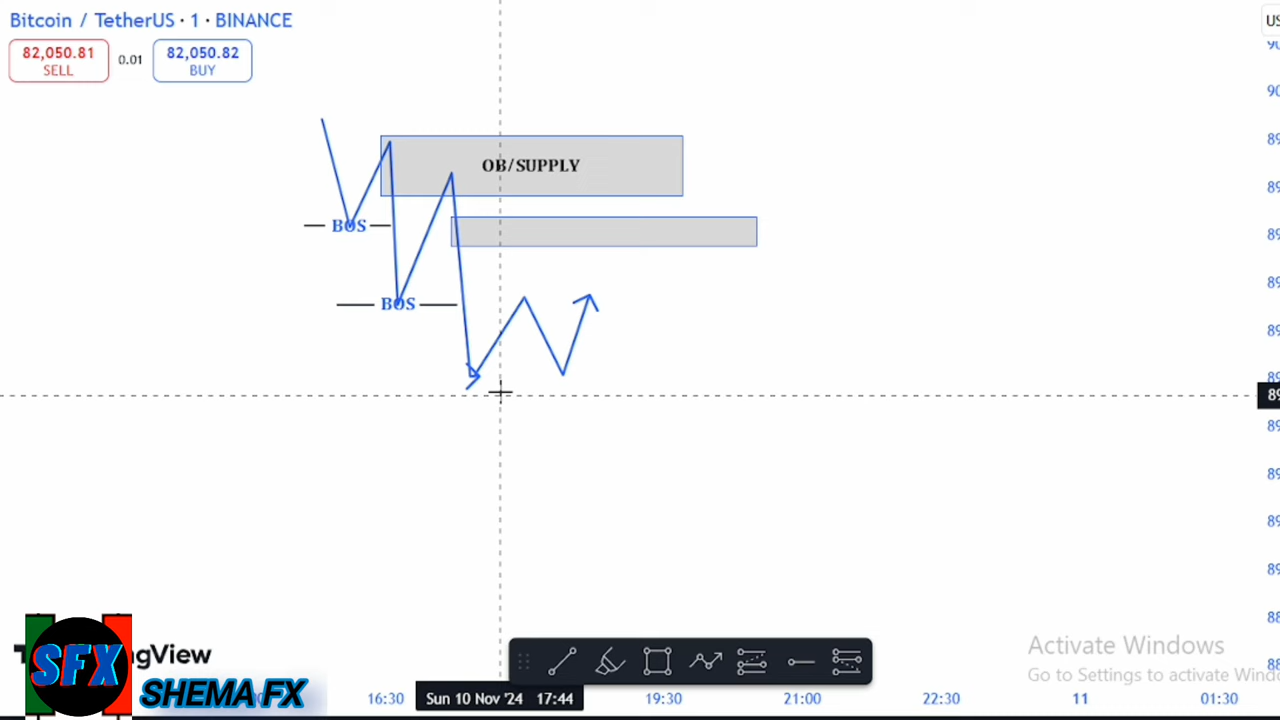 Bitcoin / TetherUS · 1 · BINANCE
82,050.81
SELL
0.01
82,050.82
BUY
OB/SUPPLY
BOS
BOS
Activate Windows
Go to Settings to activate Windo
SFX
SHEMA FX
16:30
Sun 10 Nov '24 17:44
19:30
21:00
22:30
11
01:30